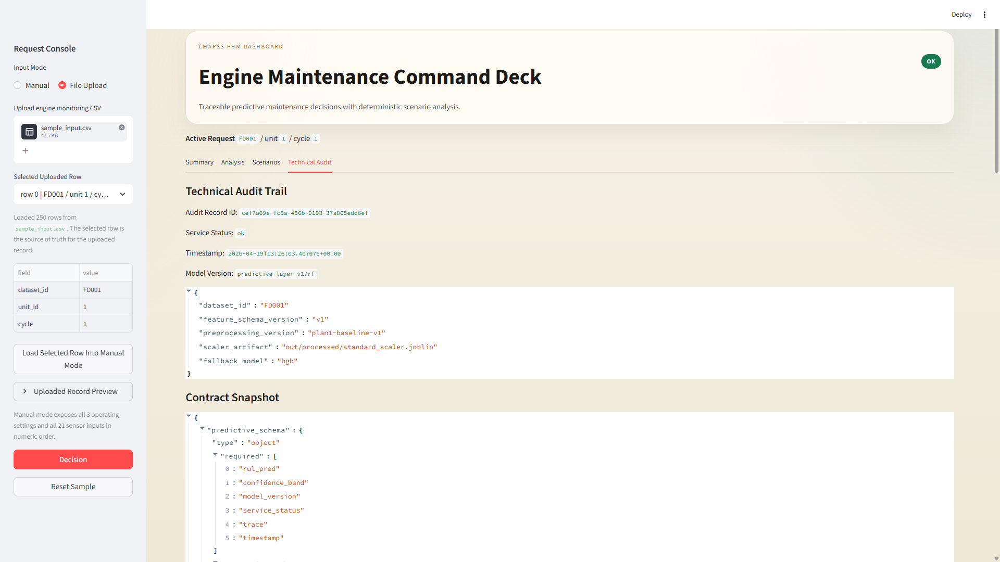 Deploy
Request Console
Input Mode
Manual
File Upload
Upload engine monitoring CSV
sample_input.csv
42.7KB
Selected Uploaded Row
row 0 | FD001 / unit 1 / cy...
Loaded 250 rows from
sample_input.csv . The selected row is
the source of truth for the uploaded
record.
field value
dataset_id FD001
unit_id 1
cycle 1
Load Selected Row Into Manual
Mode
Uploaded Record Preview
Manual mode exposes all 3 operating
settings and all 21 sensor inputs in
numeric order.
Decision
Reset Sample
CMAPSS PHM DASHBOARD
OK
Engine Maintenance Command Deck
Traceable predictive maintenance decisions with deterministic scenario analysis.
Active Request FD001 / unit 1 / cycle 1
Summary Analysis Scenarios Technical Audit
Technical Audit Trail
Audit Record ID: cef7a09e-fc5a-456b-9103-37a805edd6ef
Service Status: ok
Timestamp: 2026-04-19T13:26:03.407076+00:00
Model Version: predictive-layer-v1/rf
{
"dataset_id" : "FD001"
"feature_schema_version" : "v1"
"preprocessing_version" : "plan1-baseline-v1"
"scaler_artifact" : "out/processed/standard_scaler.joblib"
"fallback_model" : "hgb"
}
Contract Snapshot
{
"predictive_schema" : {
"type" : "object"
"required" : [
0 : "rul_pred"
1 : "confidence_band"
2 : "model_version"
3 : "service_status"
4 : "trace"
5 : "timestamp"
]